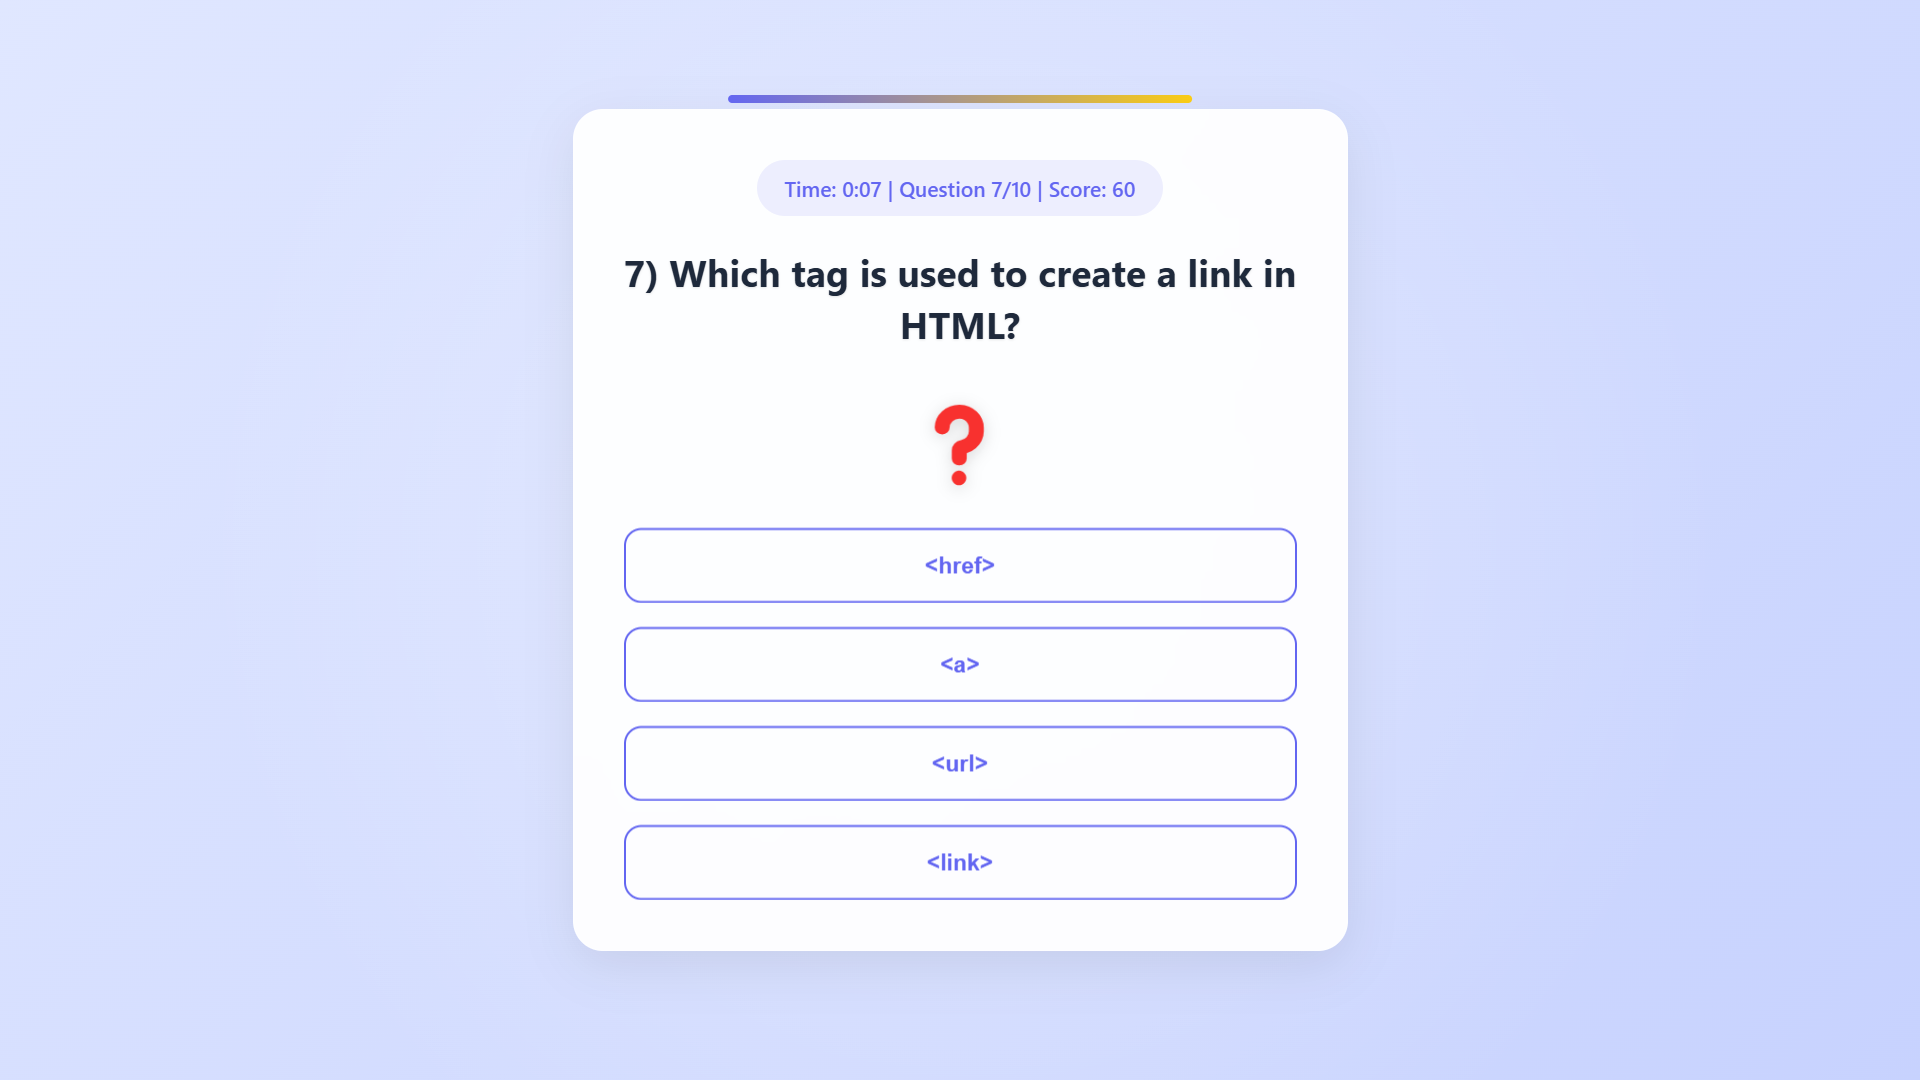 Time: 0:07 | Question 7/10 | Score: 60
7) Which tag is used to create a link in
HTML?
<href>
<a>
<url>
<link>